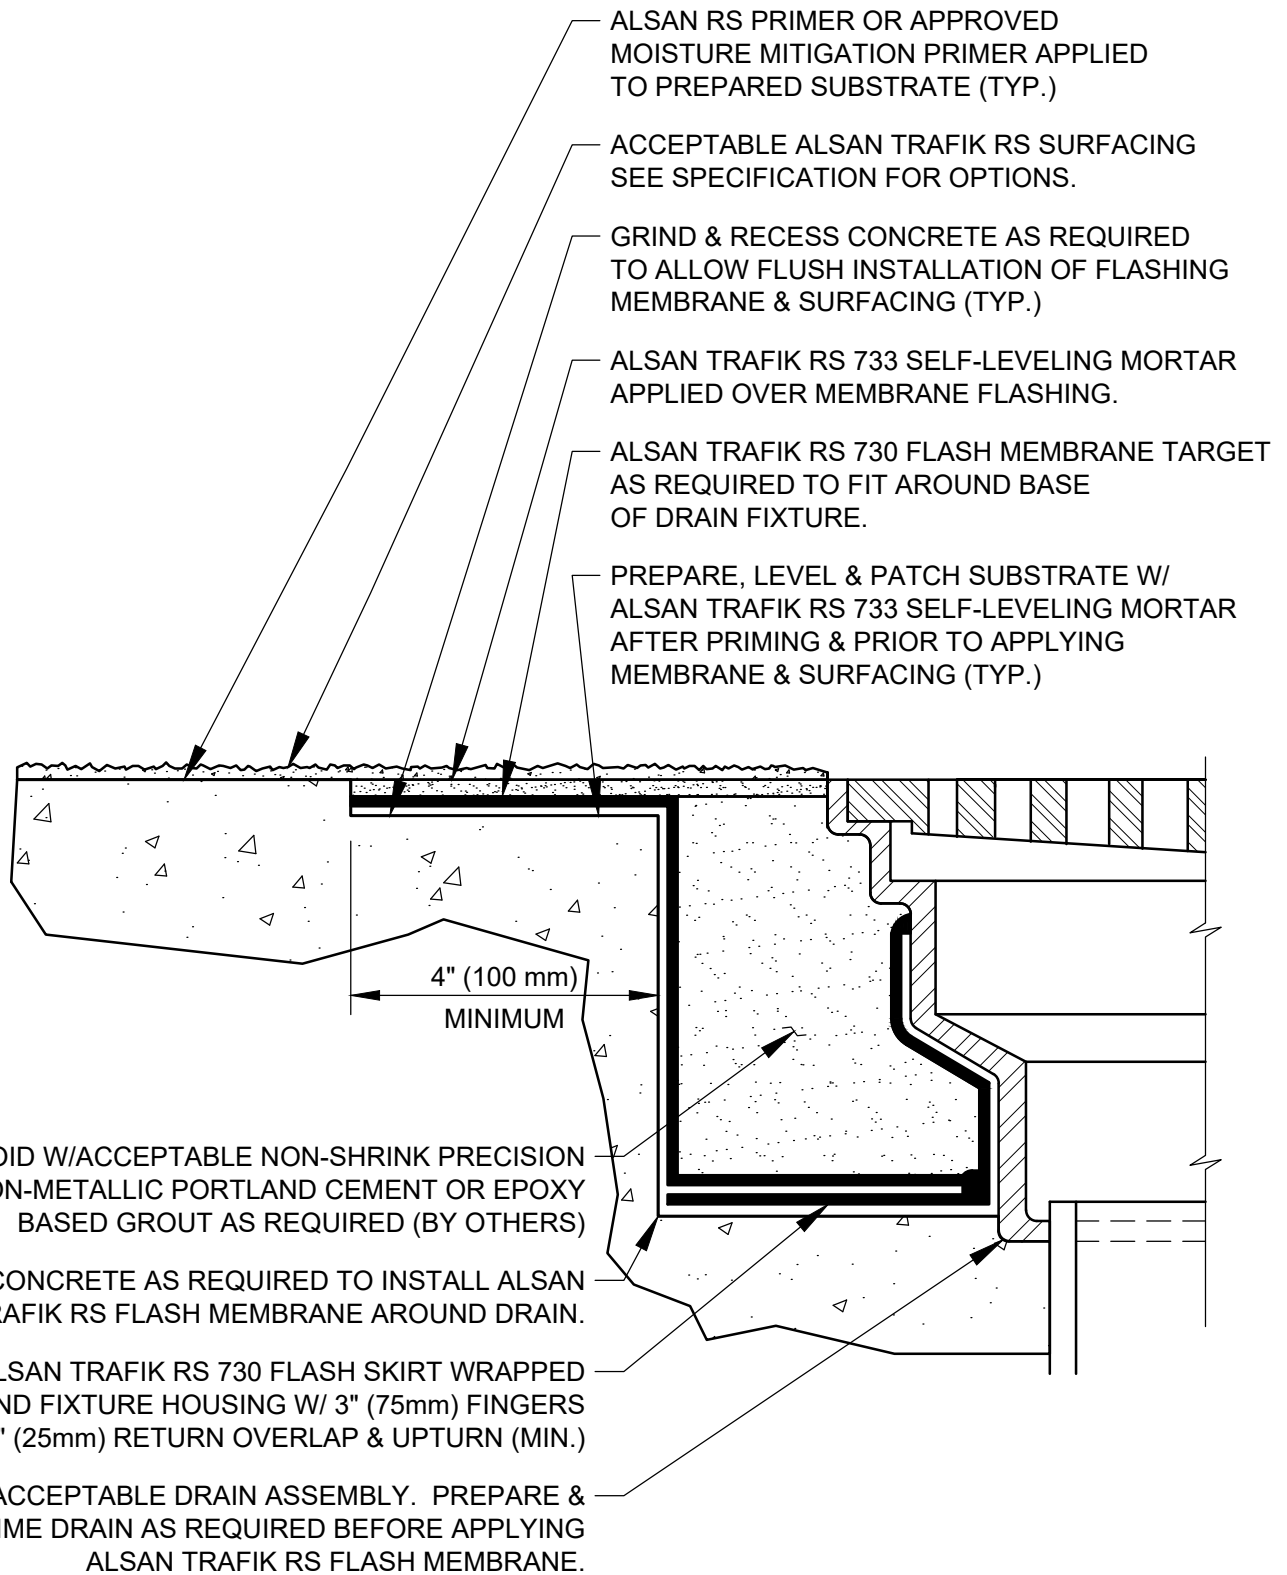 ALSAN RS PRIMER OR APPROVED
MOISTURE MITIGATION PRIMER APPLIED
TO PREPARED SUBSTRATE (TYP.)
ACCEPTABLE ALSAN TRAFIK RS SURFACING
SEE SPECIFICATION FOR OPTIONS.
GRIND & RECESS CONCRETE AS REQUIRED
TO ALLOW FLUSH INSTALLATION OF FLASHING
MEMBRANE & SURFACING (TYP.)
ALSAN TRAFIK RS 733 SELF-LEVELING MORTAR
APPLIED OVER MEMBRANE FLASHING.
ALSAN TRAFIK RS 730 FLASH MEMBRANE TARGET
AS REQUIRED TO FIT AROUND BASE
OF DRAIN FIXTURE.
PREPARE, LEVEL & PATCH SUBSTRATE W/
ALSAN TRAFIK RS 733 SELF-LEVELING MORTAR
AFTER PRIMING & PRIOR TO APPLYING
MEMBRANE & SURFACING (TYP.)
4" (100 mm)
MINIMUM
W/ACCEPTABLE NON-SHRINK PRECISION
PORTLAND CEMENT OR EPOXY
BASED GROUT AS REQUIRED (BY OTHERS)
CONCRETE AS REQUIRED TO INSTALL ALSAN
RS FLASH MEMBRANE AROUND DRAIN.
TRAFIK RS 730 FLASH SKIRT WRAPPED
FIXTURE HOUSING W/ 3" (75mm) FINGERS
(25mm) RETURN OVERLAP & UPTURN (MIN.)
ACCEPTABLE DRAIN ASSEMBLY. PREPARE &
DRAIN AS REQUIRED BEFORE APPLYING
ALSAN TRAFIK RS FLASH MEMBRANE.